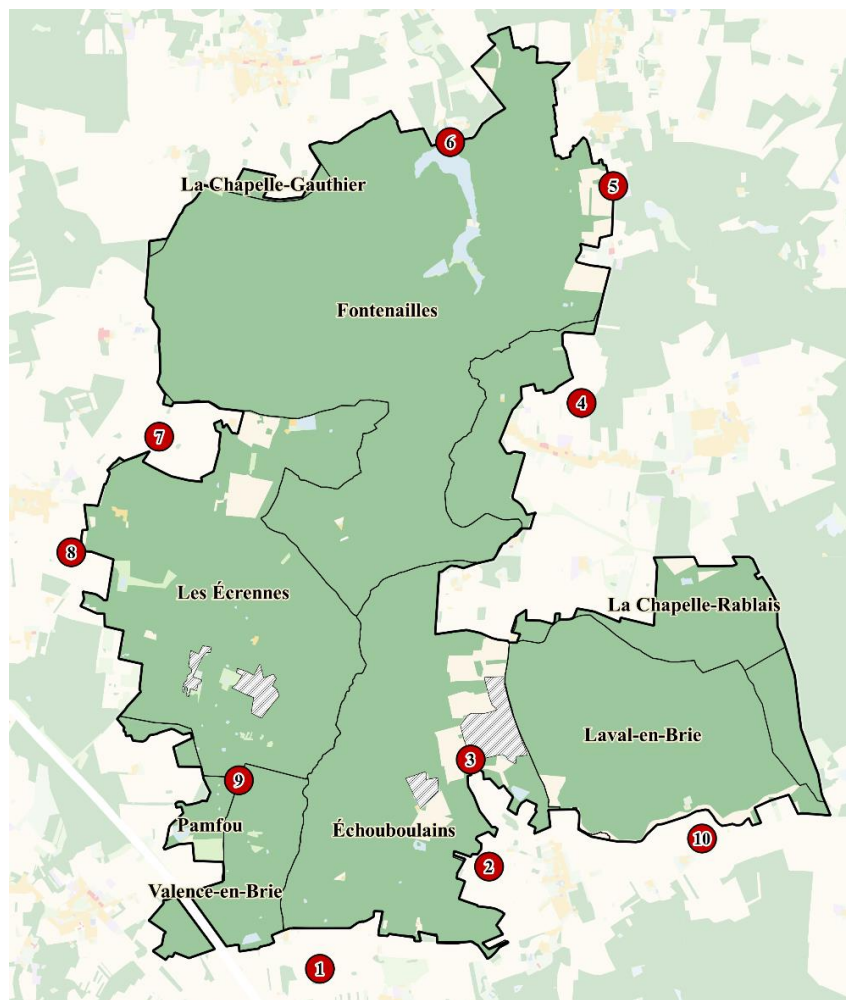 6
5
La-Chapelle-Gauthier
Fontenailles
4
7
8
Les Écrennes
La Chapelle-Rablais
Laval-en-Brie
3
9
Pamfou
Échouboulains
10
2
Valence-en-Brie
1